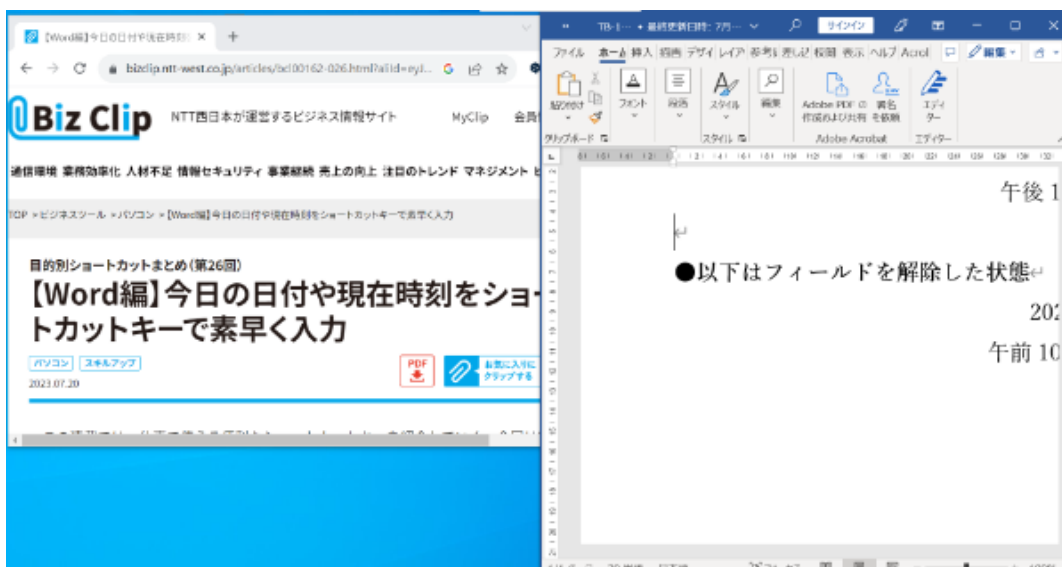 【Word編】今日の日付や現在時刻
bizclip.ntt-west.co.jp/articles/bcl00162-026.html?
Biz Clip
NTT西日本が運営するビジネス情報サイト
MyClip
通信環境 業務効率化 人材不足 情報セキュリティ 事業継続 売上の向上 注目のトレンド マネジメント
TOP >ビジネスツール >パソコン >【Word編】今日の日付や現在時刻をショートカットキーで素早く入力
目的別ショートカットまとめ（第26回）
【Word編】今日の日付や現在時刻をショー
トカットキーで素早く入力
パソコン スキルアップ
PDF
お気に入りに
クリップする
2023.07.20
サインイン
ファイル ホーム 挿入 描画 デザイ レイア 参考資 差し込 校閲 表示 ヘルプ Acrol
編集
貼り付け
フォント
段落
スタイル
編集
Adobe PDF の
作成および共有
署名
を依頼
エディ
ター
クリップボード
スタイル
Adobe Acrobat
エディター
午後 1
●以下はフィールドを解除した状態
202
午前 10